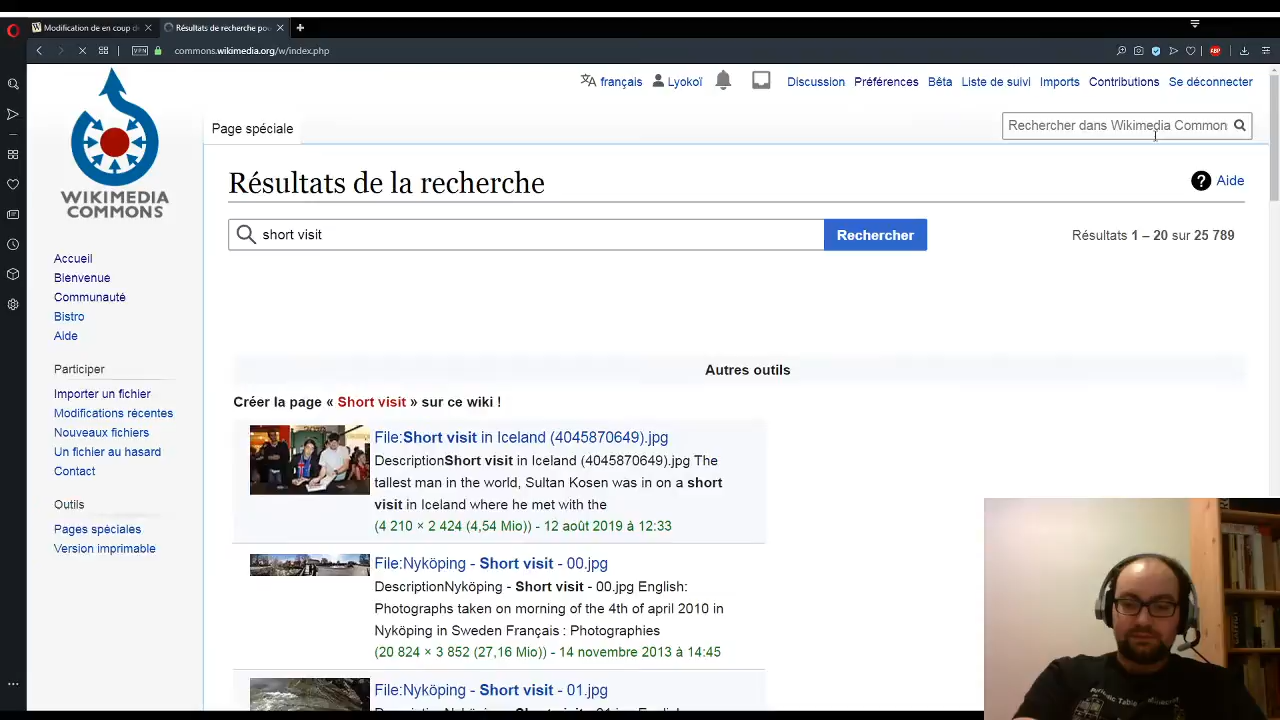 Modification de en coup d
Résultats de recherche pou
VPN
commons.wikimedia.org/w/index.php
ABP
français
Lyokoï
Discussion
Préférences
Bêta
Liste de suivi
Imports
Contributions
Se déconnecter
Page spéciale
Rechercher dans Wikimedia Common
WIKIMEDIA
COMMONS
Résultats de la recherche
? Aide
short visit
Rechercher
Résultats 1 – 20 sur 25 789
Accueil
Bienvenue
Communauté
Bistro
Aide
Participer
Importer un fichier
Modifications récentes
Nouveaux fichiers
Un fichier au hasard
Contact
Outils
Pages spéciales
Version imprimable
Autres outils
Créer la page « Short visit » sur ce wiki !
File:Short visit in Iceland (4045870649).jpg
DescriptionShort visit in Iceland (4045870649).jpg The
tallest man in the world, Sultan Kosen was in on a short
visit in Iceland where he met with the
(4 210 × 2 424 (4,54 Mio)) - 12 août 2019 à 12:33
File:Nyköping - Short visit - 00.jpg
DescriptionNyköping - Short visit - 00.jpg English:
Photographs taken on morning of the 4th of april 2010 in
Nyköping in Sweden Français : Photographies
(20 824 × 3 852 (27,16 Mio)) - 14 novembre 2013 à 14:45
File:Nyköping - Short visit - 01.jpg
Periodic Table